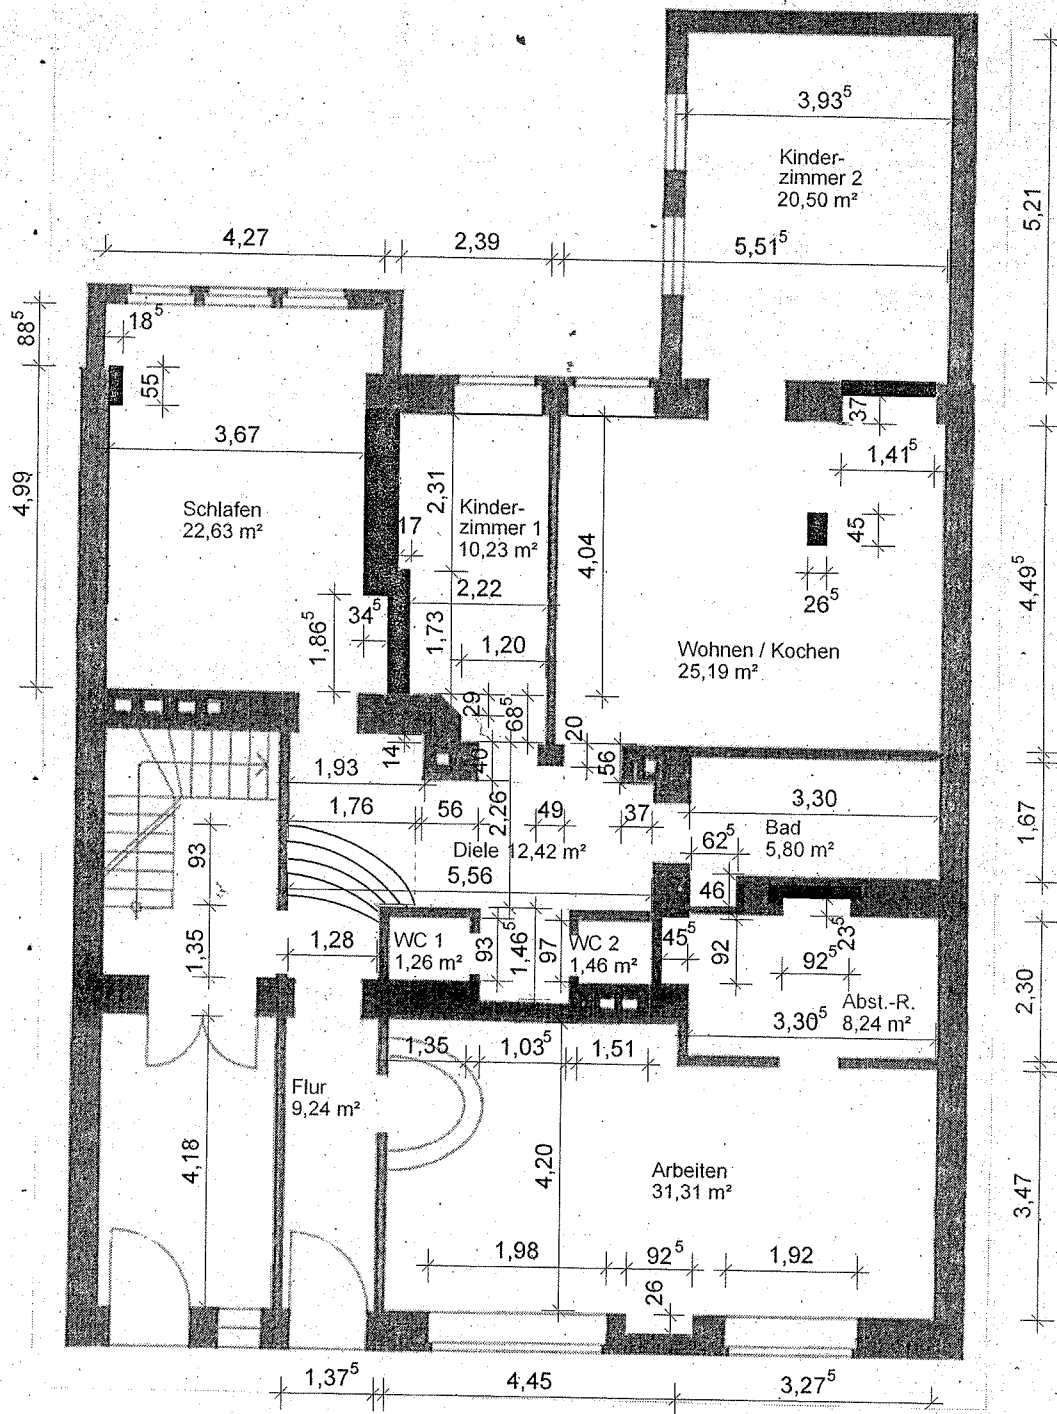 3,93⁵
Kinder-
zimmer 2
20,50 m²
5,21
4,27
2,39
5,51⁵
88⁵
18⁵
55
3,67
37
1,41⁵
4,99
Schlafen
22,63 m²
2,31
17
Kinder-
zimmer 1
10,23 m²
4,04
45
26⁵
4,49⁵
2,22
1,86⁵
34⁵
1,73
1,20
Wohnen / Kochen
25,19 m²
29
68⁵
20
14
40
56
1,93
2,26
3,30
1,76
56
49
37
93
Diele 12,42 m²
62⁵
Bad
5,80 m²
1,67
5,56
46
1,35
1,28
WC 1
1,26 m²
93
1,46⁵
97
WC 2
1,46 m²
45⁵
92
92⁵
23⁵
Abst.-R.
8,24 m²
3,30⁵
2,30
1,35
1,03⁵
1,51
Flur
9,24 m²
4,18
4,20
Arbeiten
31,31 m²
3,47
1,98
92⁵
1,92
26
1,37⁵
4,45
3,27⁵